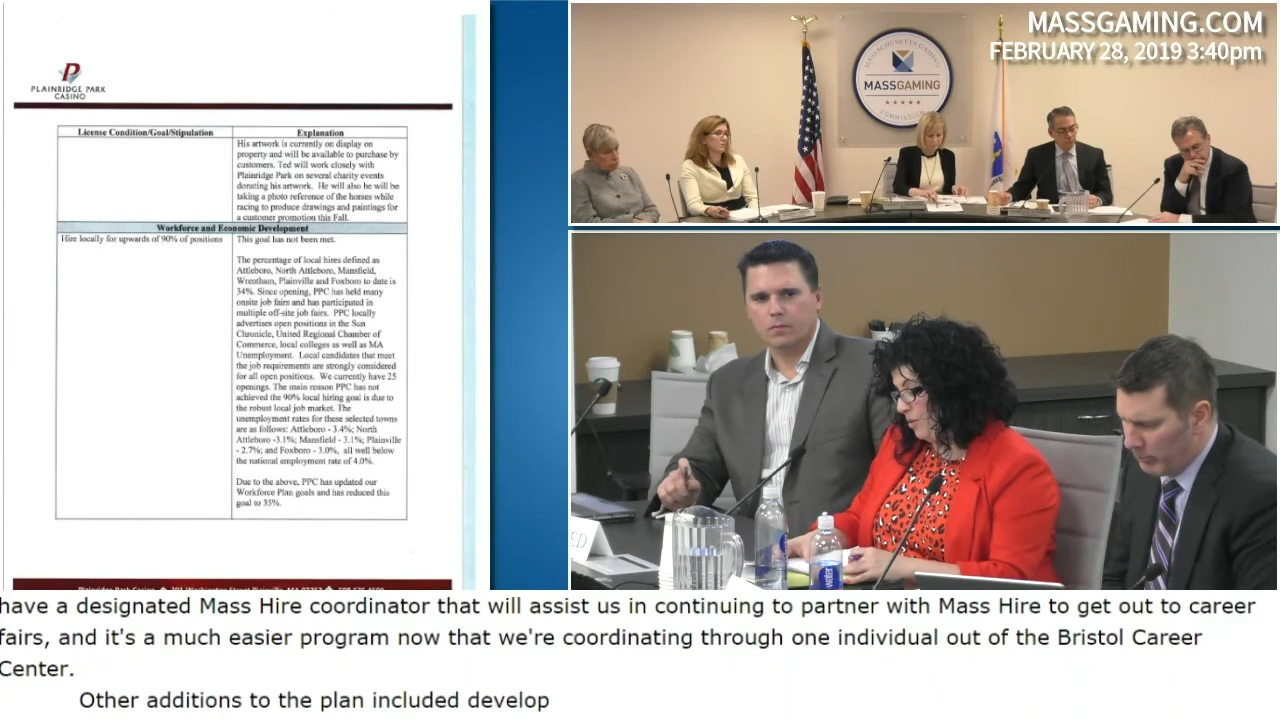 P
PLAINRIDGE PARK
CASINO
License Condition/Goal/Stipulation
Explanation
His artwork is currently on display on
property and will be available to purchase by
customers. Ted will work closely with
Plainridge Park on several charity events
donating his artwork. He will also he will be
taking a photo reference of the horses while
racing to produce drawings and paintings for
a customer promotion this Fall.
Workforce and Economic Development
Hire locally for upwards of 90% of positions
This goal has not been met.
The percentage of local hires defined as
Attleboro, North Attleboro, Mansfield,
Wrentham, Plainville and Foxboro to date is
34%. Since opening, PPC has held many
onsite job fairs and has participated in
multiple off-site job fairs. PPC locally
advertises open positions in the Sun
Chronicle, United Regional Chamber of
Commerce, local colleges as well as MA
Unemployment. Local candidates that meet
the job requirements are strongly considered
for all open positions. We currently have 25
openings. The main reason PPC has not
achieved the 90% local hiring goal is due to
the robust local job market. The
unemployment rates for these selected towns
are as follows: Attleboro - 3.4%; North
Attleboro -3.1%; Mansfield - 3.1%; Plainville
- 2.7%; and Foxboro - 3.0%, all well below
the national employment rate of 4.0%.
Due to the above, PPC has updated our
Workforce Plan goals and has reduced this
goal to 35%.
MASSGAMING.COM
FEBRUARY 28, 2019 3:40pm
MASSACHUSETTS GAMING
MASSGAMING
COMMISSION
ED
water
have a designated Mass Hire coordinator that will assist us in continuing to partner with Mass Hire to get out to career
fairs, and it's a much easier program now that we're coordinating through one individual out of the Bristol Career
Center.
Other additions to the plan included develop